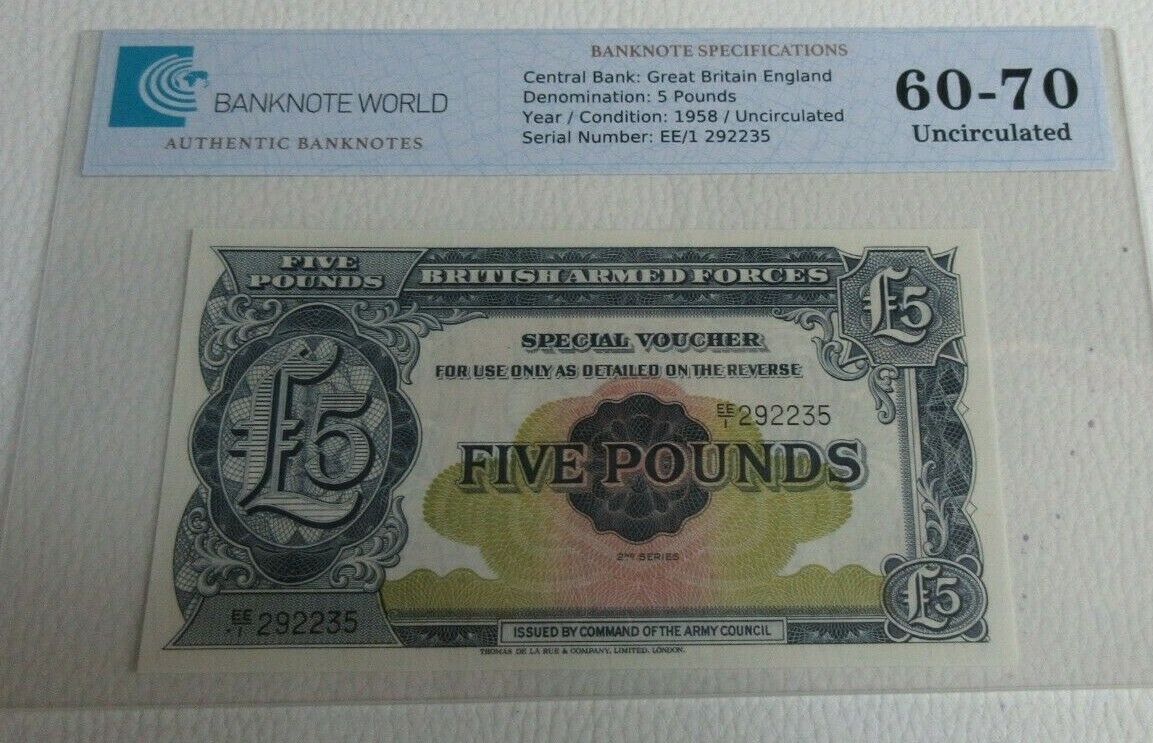 BANKNOTE WORLD
AUTHENTIC BANKNOTES
BANKNOTE SPECIFICATIONS
Central Bank: Great Britain England
Denomination: 5 Pounds
Year / Condition: 1958 / Uncirculated
Serial Number: EE/1 292235
60-70
Uncirculated
FIVE POUNDS
BRITISH ARMED FORCES
£5
SPECIAL VOUCHER
FOR USE ONLY AS DETAILED ON THE REVERSE
£5
EE/1 292235
FIVE POUNDS
2ND SERIES
£5
EE/1 292235
ISSUED BY COMMAND OF THE ARMY COUNCIL
THOMAS DE LA RUE & COMPANY, LIMITED, LONDON.